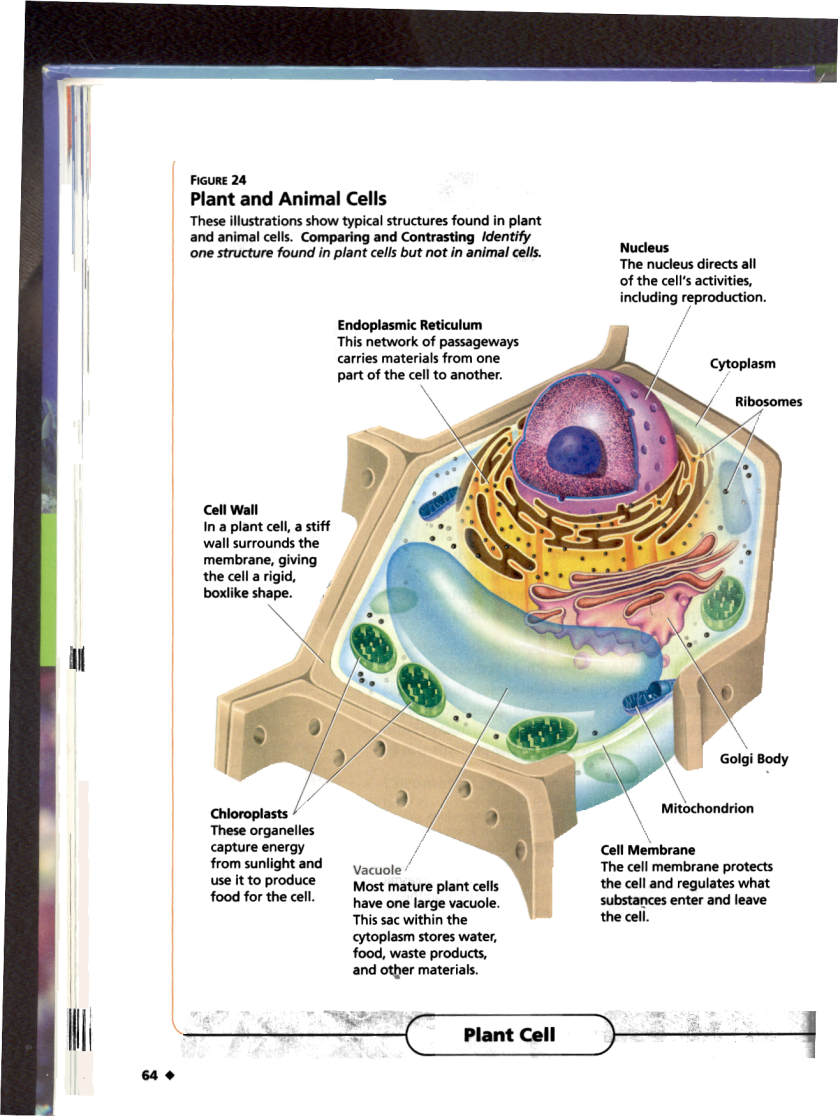 FIGURE 24
Plant and Animal Cells
These illustrations show typical structures found in plant
and animal cells. Comparing and Contrasting Identify
one structure found in plant cells but not in animal cells.
Nucleus
The nucleus directs all
of the cell's activities,
including reproduction.
Endoplasmic Reticulum
This network of passageways
carries materials from one
part of the cell to another.
Cytoplasm
Ribosomes
Cell Wall
In a plant cell, a stiff
wall surrounds the
membrane, giving
the cell a rigid,
boxlike shape.
Golgi Body
Mitochondrion
Chloroplasts
These organelles
capture energy
from sunlight and
use it to produce
food for the cell.
Vacuole
Most mature plant cells
have one large vacuole.
This sac within the
cytoplasm stores water,
food, waste products,
and other materials.
Cell Membrane
The cell membrane protects
the cell and regulates what
substances enter and leave
the cell.
Plant Cell
64